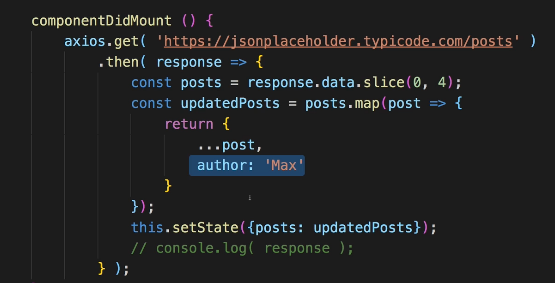 componentDidMount () {
axios.get( 'https://jsonplaceholder.typicode.com/posts' )
.then( response => {
const posts = response.data.slice(0, 4);
const updatedPosts = posts.map(post => {
return {
...post,
author: 'Max'
}
});
this.setState({posts: updatedPosts});
// console.log( response );
} );